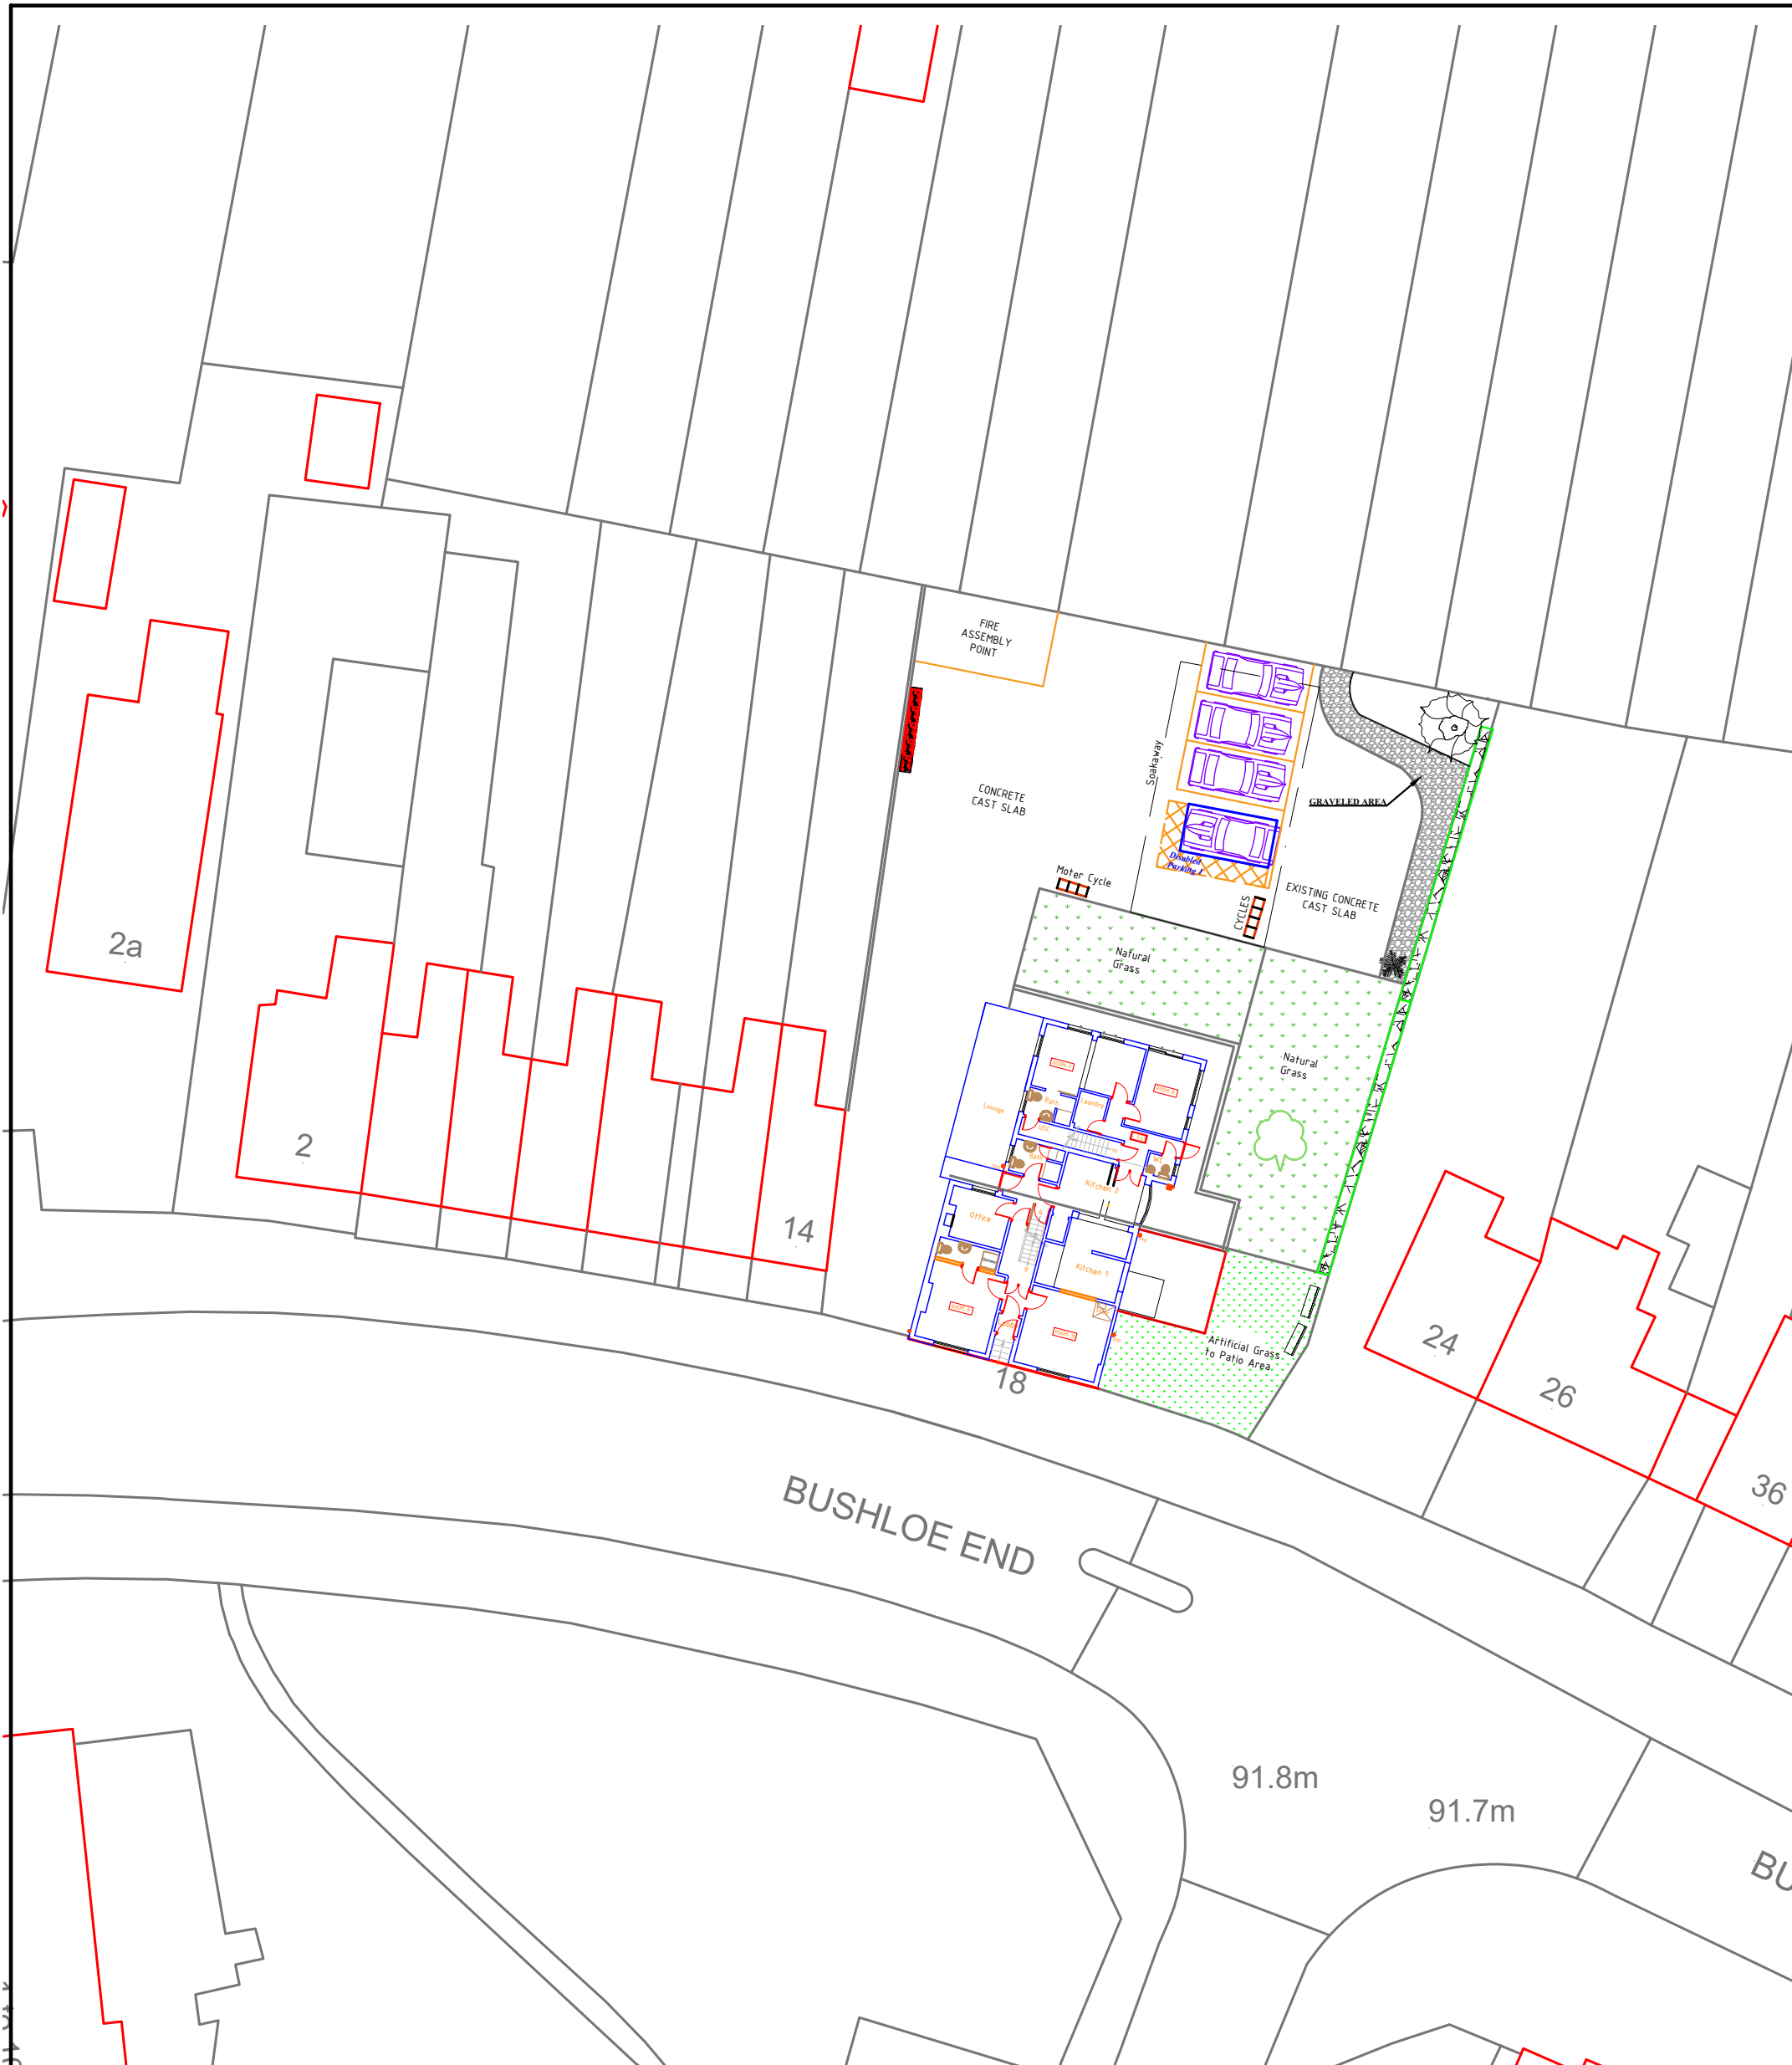 FIRE
ASSEMBLY
POINT
Soakaway
CONCRETE
CAST SLAB
GRAVELED AREA
Disabled
Parking 1
Moter Cycle
CYCLES
EXISTING CONCRETE
CAST SLAB
Natural
Grass
Natural
Grass
2a
2
14
Lounge
Bath
Laundry
Kitchen 2
WC
Office
Kitchen 1
18
Artificial Grass
to Patio Area
24
26
36
BUSHLOE END
91.8m
91.7m
BU